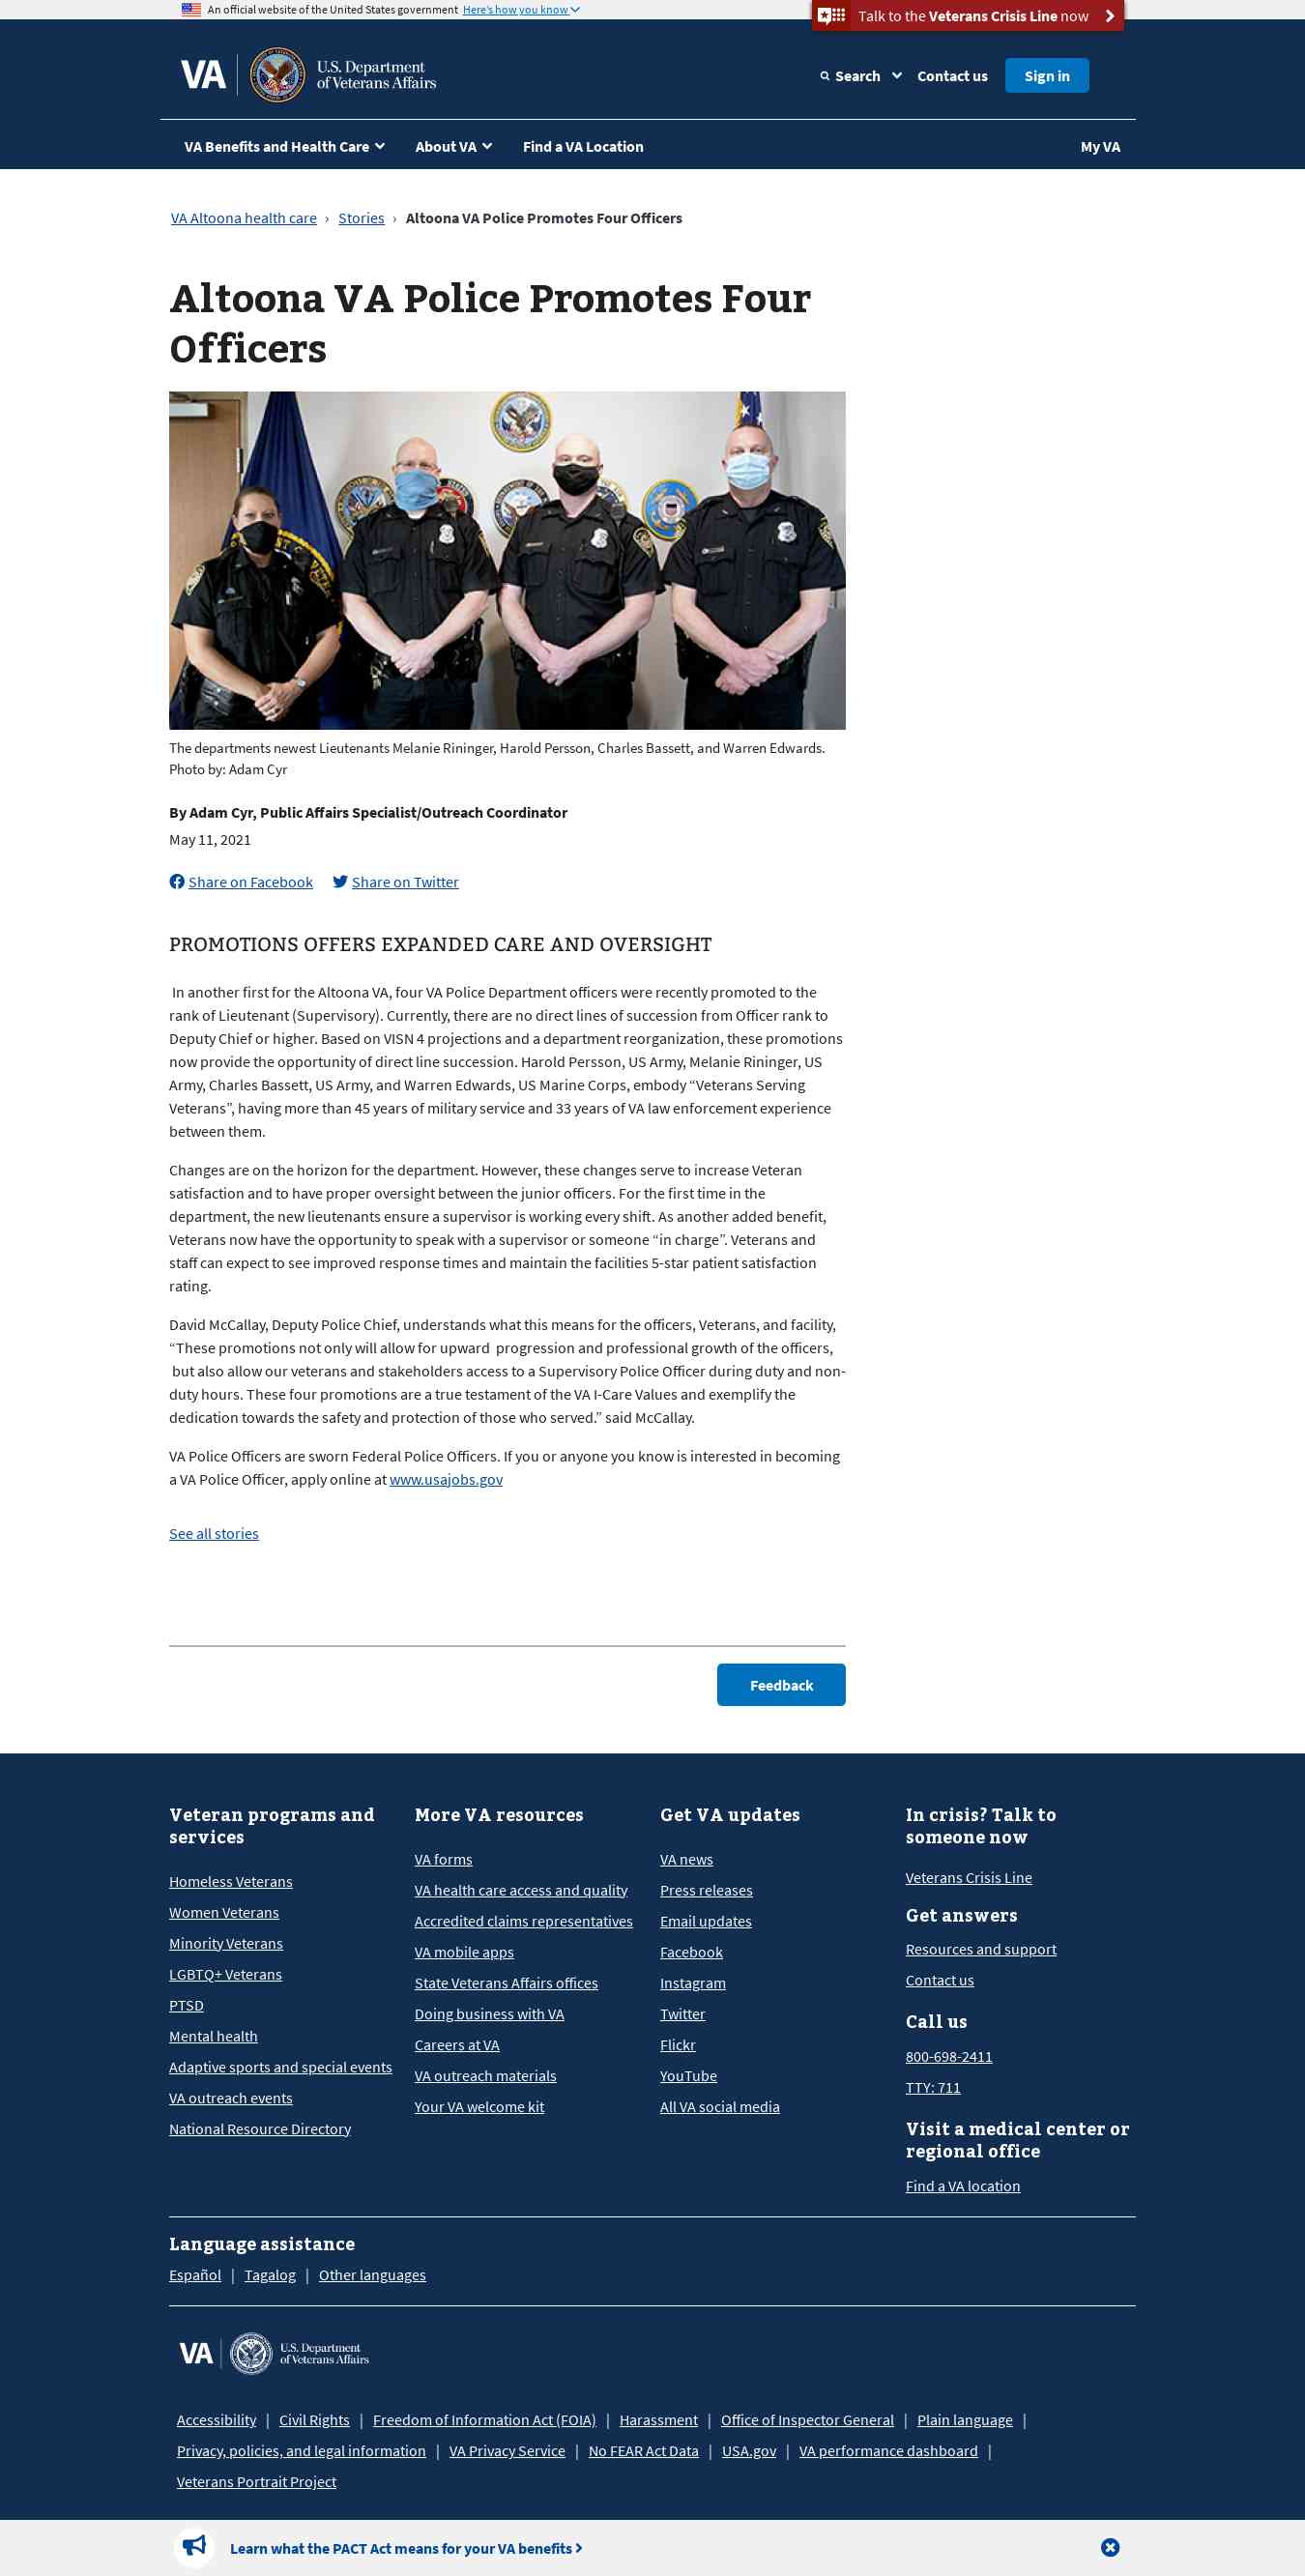 An official website of the United States government Here's how you know
Talk to the Veterans Crisis Line now
VA U.S. Department of Veterans Affairs
Search Contact us Sign in
VA Benefits and Health Care About VA Find a VA Location My VA
VA Altoona health care › Stories › Altoona VA Police Promotes Four Officers
Altoona VA Police Promotes Four
Officers
The departments newest Lieutenants Melanie Rininger, Harold Persson, Charles Bassett, and Warren Edwards.
Photo by: Adam Cyr
By Adam Cyr, Public Affairs Specialist/Outreach Coordinator
May 11, 2021
Share on Facebook Share on Twitter
PROMOTIONS OFFERS EXPANDED CARE AND OVERSIGHT
In another first for the Altoona VA, four VA Police Department officers were recently promoted to the
rank of Lieutenant (Supervisory). Currently, there are no direct lines of succession from Officer rank to
Deputy Chief or higher. Based on VISN 4 projections and a department reorganization, these promotions
now provide the opportunity of direct line succession. Harold Persson, US Army, Melanie Rininger, US
Army, Charles Bassett, US Army, and Warren Edwards, US Marine Corps, embody “Veterans Serving
Veterans”, having more than 45 years of military service and 33 years of VA law enforcement experience
between them.
Changes are on the horizon for the department. However, these changes serve to increase Veteran
satisfaction and to have proper oversight between the junior officers. For the first time in the
department, the new lieutenants ensure a supervisor is working every shift. As another added benefit,
Veterans now have the opportunity to speak with a supervisor or someone “in charge”. Veterans and
staff can expect to see improved response times and maintain the facilities 5-star patient satisfaction
rating.
David McCallay, Deputy Police Chief, understands what this means for the officers, Veterans, and facility,
“These promotions not only will allow for upward progression and professional growth of the officers,
but also allow our veterans and stakeholders access to a Supervisory Police Officer during duty and non-
duty hours. These four promotions are a true testament of the VA I-Care Values and exemplify the
dedication towards the safety and protection of those who served.” said McCallay.
VA Police Officers are sworn Federal Police Officers. If you or anyone you know is interested in becoming
a VA Police Officer, apply online at www.usajobs.gov
See all stories
Feedback
Veteran programs and
services
Homeless Veterans
Women Veterans
Minority Veterans
LGBTQ+ Veterans
PTSD
Mental health
Adaptive sports and special events
VA outreach events
National Resource Directory
More VA resources
VA forms
VA health care access and quality
Accredited claims representatives
VA mobile apps
State Veterans Affairs offices
Doing business with VA
Careers at VA
VA outreach materials
Your VA welcome kit
Get VA updates
VA news
Press releases
Email updates
Facebook
Instagram
Twitter
Flickr
YouTube
All VA social media
In crisis? Talk to
someone now
Veterans Crisis Line
Get answers
Resources and support
Contact us
Call us
800-698-2411
TTY: 711
Visit a medical center or
regional office
Find a VA location
Language assistance
Español | Tagalog | Other languages
VA U.S. Department of Veterans Affairs
Accessibility | Civil Rights | Freedom of Information Act (FOIA) | Harassment | Office of Inspector General | Plain language |
Privacy, policies, and legal information | VA Privacy Service | No FEAR Act Data | USA.gov | VA performance dashboard |
Veterans Portrait Project
Learn what the PACT Act means for your VA benefits